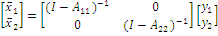 [x̄₁ x̄₂] = [(I − A₁₁)⁻¹ 0 0 (I − A₂₂)⁻¹] [y₁ y₂]